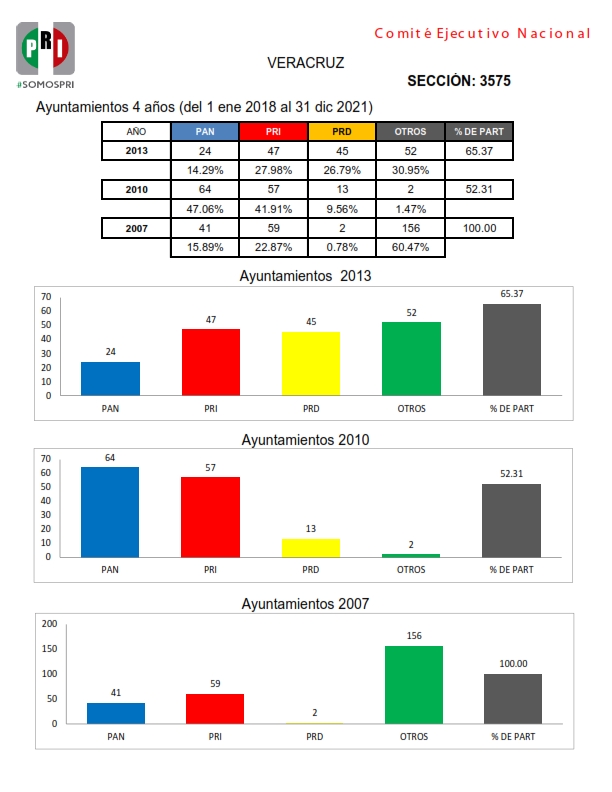 Comité Ejecutivo Nacional
PRI
#SOMOSPRI
VERACRUZ
SECCIÓN: 3575
Ayuntamientos 4 años (del 1 ene 2018 al 31 dic 2021)
AÑO PAN PRI PRD OTROS % DE PART
2013 24 47 45 52 65.37
14.29% 27.98% 26.79% 30.95%
2010 64 57 13 2 52.31
47.06% 41.91% 9.56% 1.47%
2007 41 59 2 156 100.00
15.89% 22.87% 0.78% 60.47%
Ayuntamientos 2013
70
60
50
40
30
20
10
0
24 47 45 52 65.37
PAN PRI PRD OTROS % DE PART
Ayuntamientos 2010
70
60
50
40
30
20
10
0
64 57 13 2 52.31
PAN PRI PRD OTROS % DE PART
Ayuntamientos 2007
200
150
100
50
0
41 59 2 156 100.00
PAN PRI PRD OTROS % DE PART